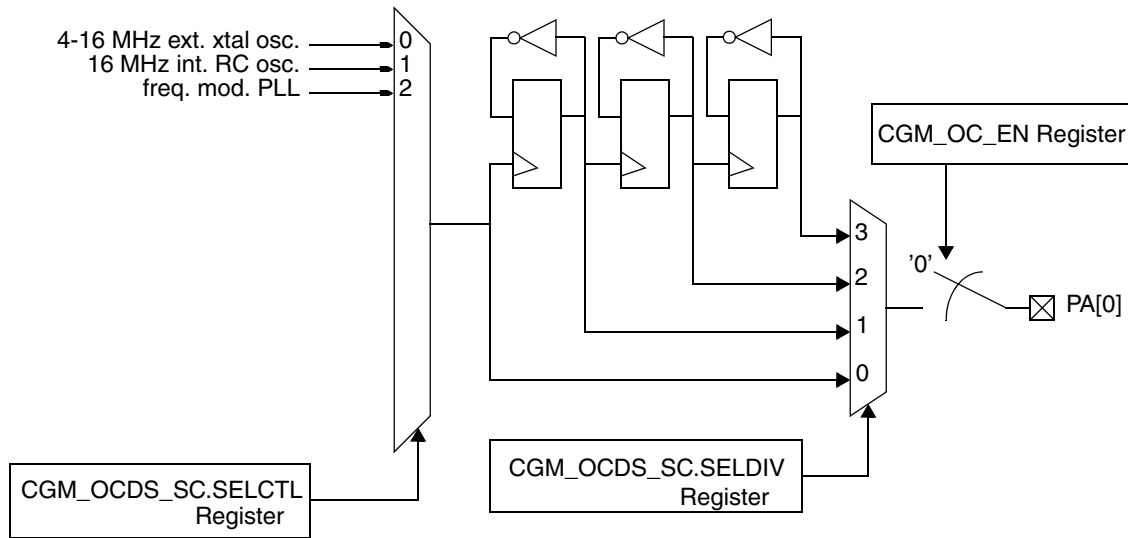 4-16 MHz ext. xtal osc.
16 MHz int. RC osc.
freq. mod. PLL
0
1
2
CGM_OC_EN Register
3
2
1
0
'0'
PA[0]
CGM_OCDS_SC.SELCTL
Register
CGM_OCDS_SC.SELDIV
Register